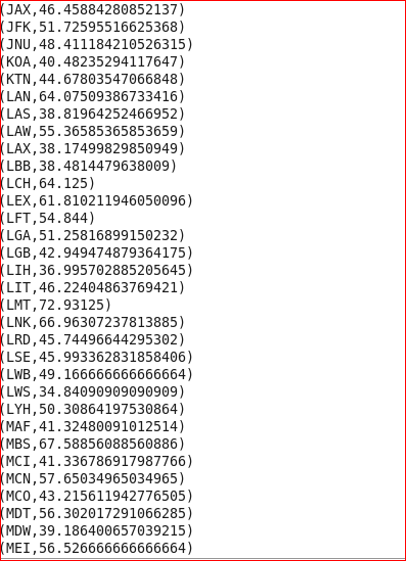 (JAX,46.45884280852137)
(JFK,51.72595516625368)
(JNU,48.411184210526315)
(KOA,40.48235294117647)
(KTN,44.67803547066848)
(LAN,64.07509386733416)
(LAS,38.81964252466952)
(LAW,55.36585365853659)
(LAX,38.17499829850949)
(LBB,38.4814479638009)
(LCH,64.125)
(LEX,61.810211946050096)
(LFT,54.844)
(LGA,51.25816899150232)
(LGB,42.949474879364175)
(LIH,36.995702885205645)
(LIT,46.22404863769421)
(LMT,72.93125)
(LNK,66.96307237813885)
(LRD,45.74496644295302)
(LSE,45.993362831858406)
(LWB,49.166666666666664)
(LWS,34.84090909090909)
(LYH,50.30864197530864)
(MAF,41.32480091012514)
(MBS,67.58856088560886)
(MCI,41.336786917987766)
(MCN,57.65034965034965)
(MCO,43.215611942776505)
(MDT,56.302017291066285)
(MDW,39.186400657039215)
(MEI,56.526666666666664)